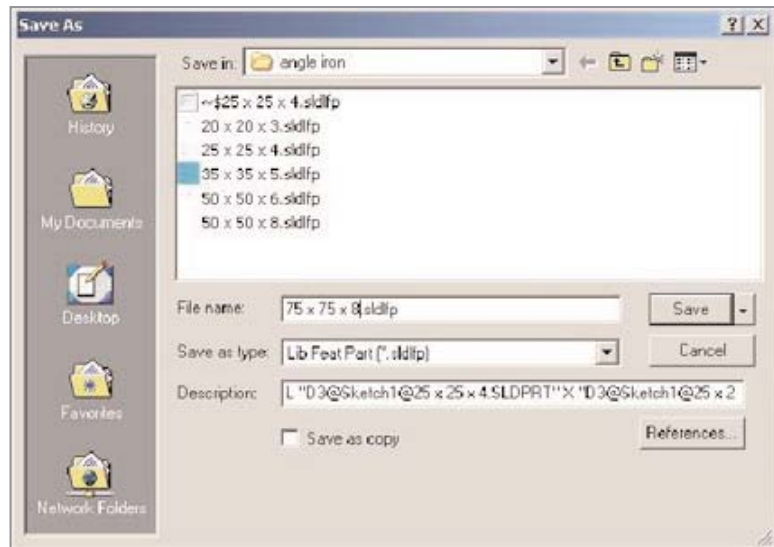 Save As
Save in: angle iron
History
My Documents
Desktop
Favorites
Network Folders
~$25 x 25 x 4.sldlfp
20 x 20 x 3.sldlfp
25 x 25 x 4.sldlfp
35 x 35 x 5.sldlfp
50 x 50 x 6.sldlfp
50 x 50 x 8.sldlfp
File name: 75 x 75 x 8.sldlfp Save
Save as type: Lib Feat Part (*.sldlfp) Cancel
Description: L "D3@Sketch1@25 x 25 x 4.SLDPRT" X "D3@Sketch1@25 x 2
Save as copy References...